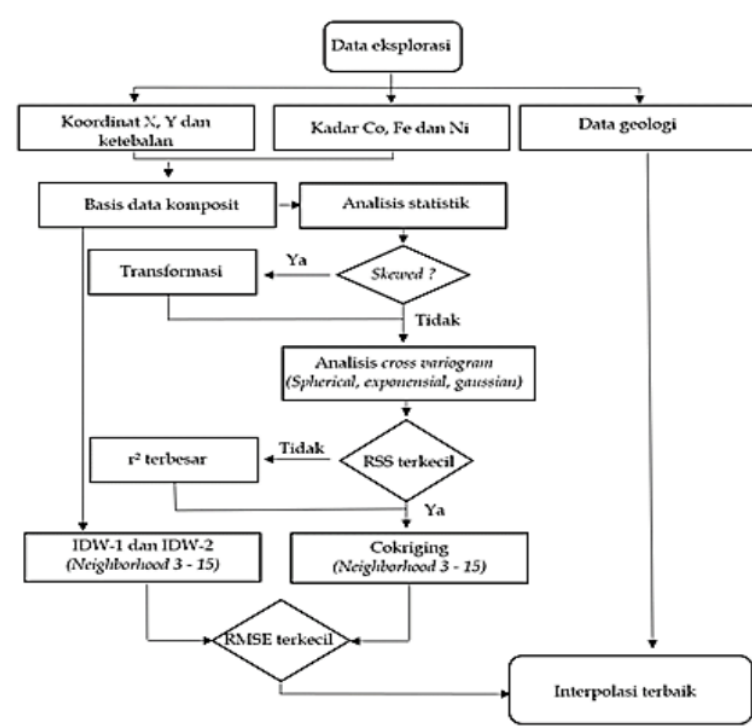 Data eksplorasi
Koordinat X, Y dan
ketebalan
Kadar Co, Fe dan Ni
Data geologi
Basis data komposit
Analisis statistik
Transformasi
Ya
Skewed ?
Tidak
Analisis cross variogram
(Spherical, exponensial, gaussian)
r² terbesar
Tidak
RSS terkecil
Ya
IDW-1 dan IDW-2
(Neighborhood 3 - 15)
Cokriging
(Neighborhood 3 - 15)
RMSE terkecil
Interpolasi terbaik